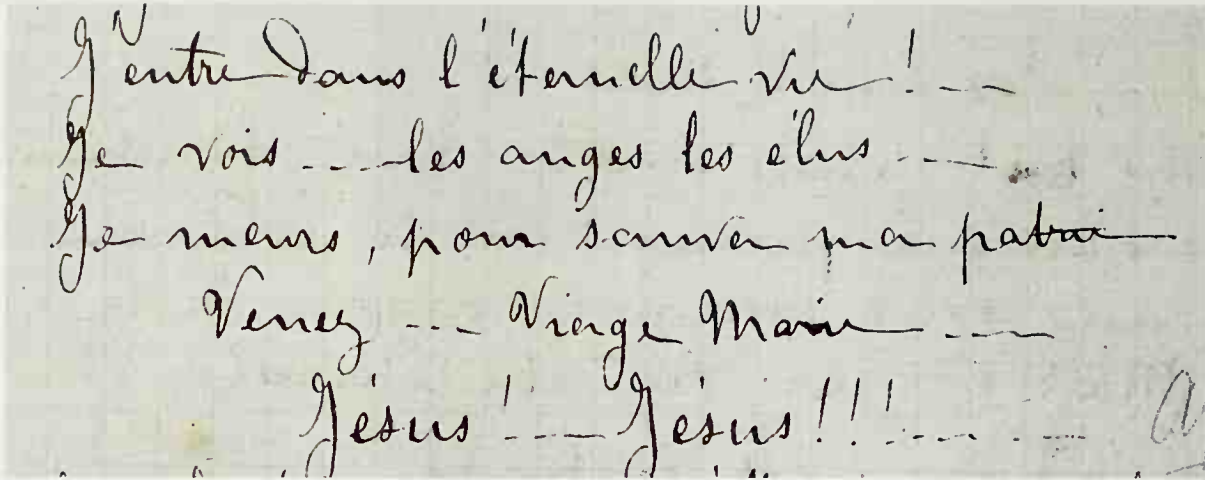 J'entre dans l'éternelle vie !...
Je vois ... les anges les élus ....
Je meurs, pour sauver ma patrie
Venez ... Vierge Marie ....
Jésus ! ... Jésus !!! .... ..